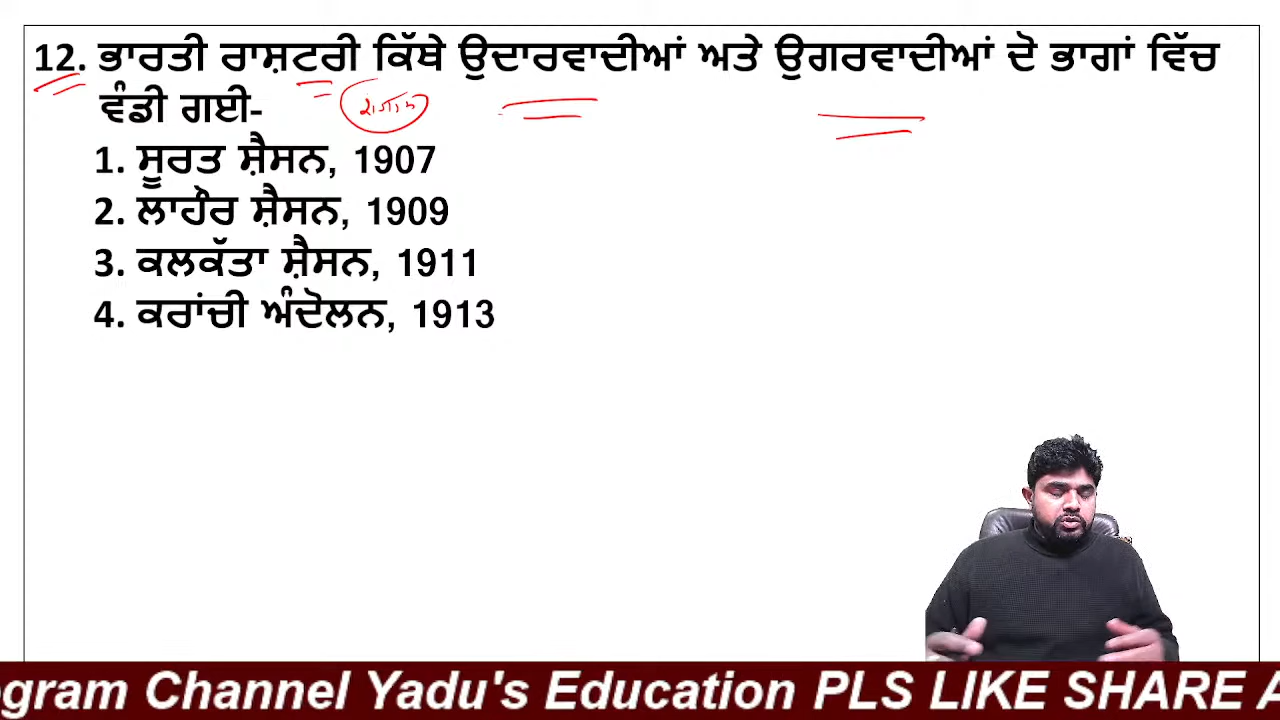 12. ਭਾਰਤੀ ਰਾਸ਼ਟਰੀ ਕਿੱਥੇ ਉਦਾਰਵਾਦੀਆਂ ਅਤੇ ਉਗਰਵਾਦੀਆਂ ਦੋ ਭਾਗਾਂ ਵਿੱਚ
ਵੰਡੀ ਗਈ-
1. ਸੂਰਤ ਸ਼ੈਸਨ, 1907
2. ਲਾਹੌਰ ਸ਼ੈਸਨ, 1909
3. ਕਲਕੱਤਾ ਸ਼ੈਸਨ, 1911
4. ਕਰਾਂਚੀ ਅੰਦੋਲਨ, 1913
ogram Channel Yadu's Education PLS LIKE SHARE A